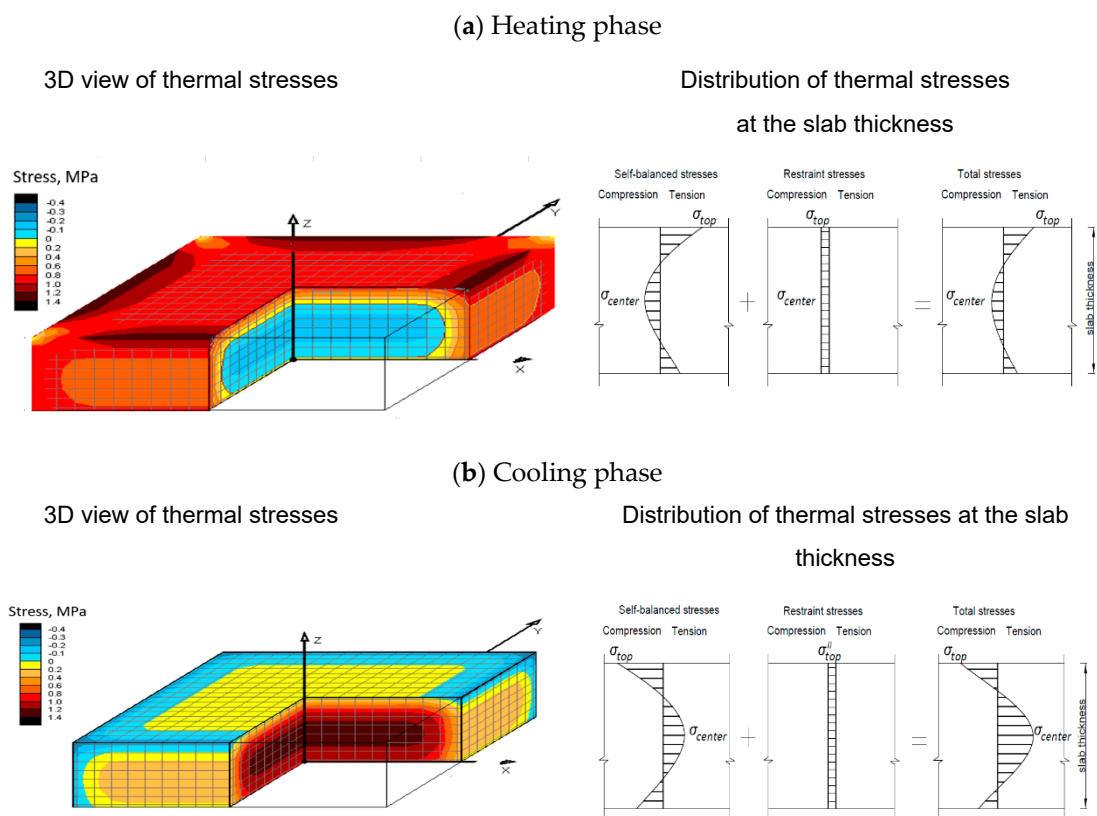 (a) Heating phase
3D view of thermal stresses
Distribution of thermal stresses
at the slab thickness
Stress, MPa
-0.4
-0.3
-0.2
-0.1
0
0.2
0.4
0.6
0.8
1.0
1.2
1.4
Z
Y
X
Self-balanced stresses
Compression Tension
σtop
σcenter
+
Restraint stresses
Compression Tension
σtop
σcenter
=
Total stresses
Compression Tension
σtop
σcenter
slab thickness
(b) Cooling phase
3D view of thermal stresses
Distribution of thermal stresses at the slab
thickness
Stress, MPa
-0.4
-0.3
-0.2
-0.1
0
0.2
0.4
0.6
0.8
1.0
1.2
1.4
Z
Y
X
Self-balanced stresses
Compression Tension
σtop
σcenter
+
Restraint stresses
Compression Tension
σ"top
=
Total stresses
Compression Tension
σtop
σcenter
slab thickness